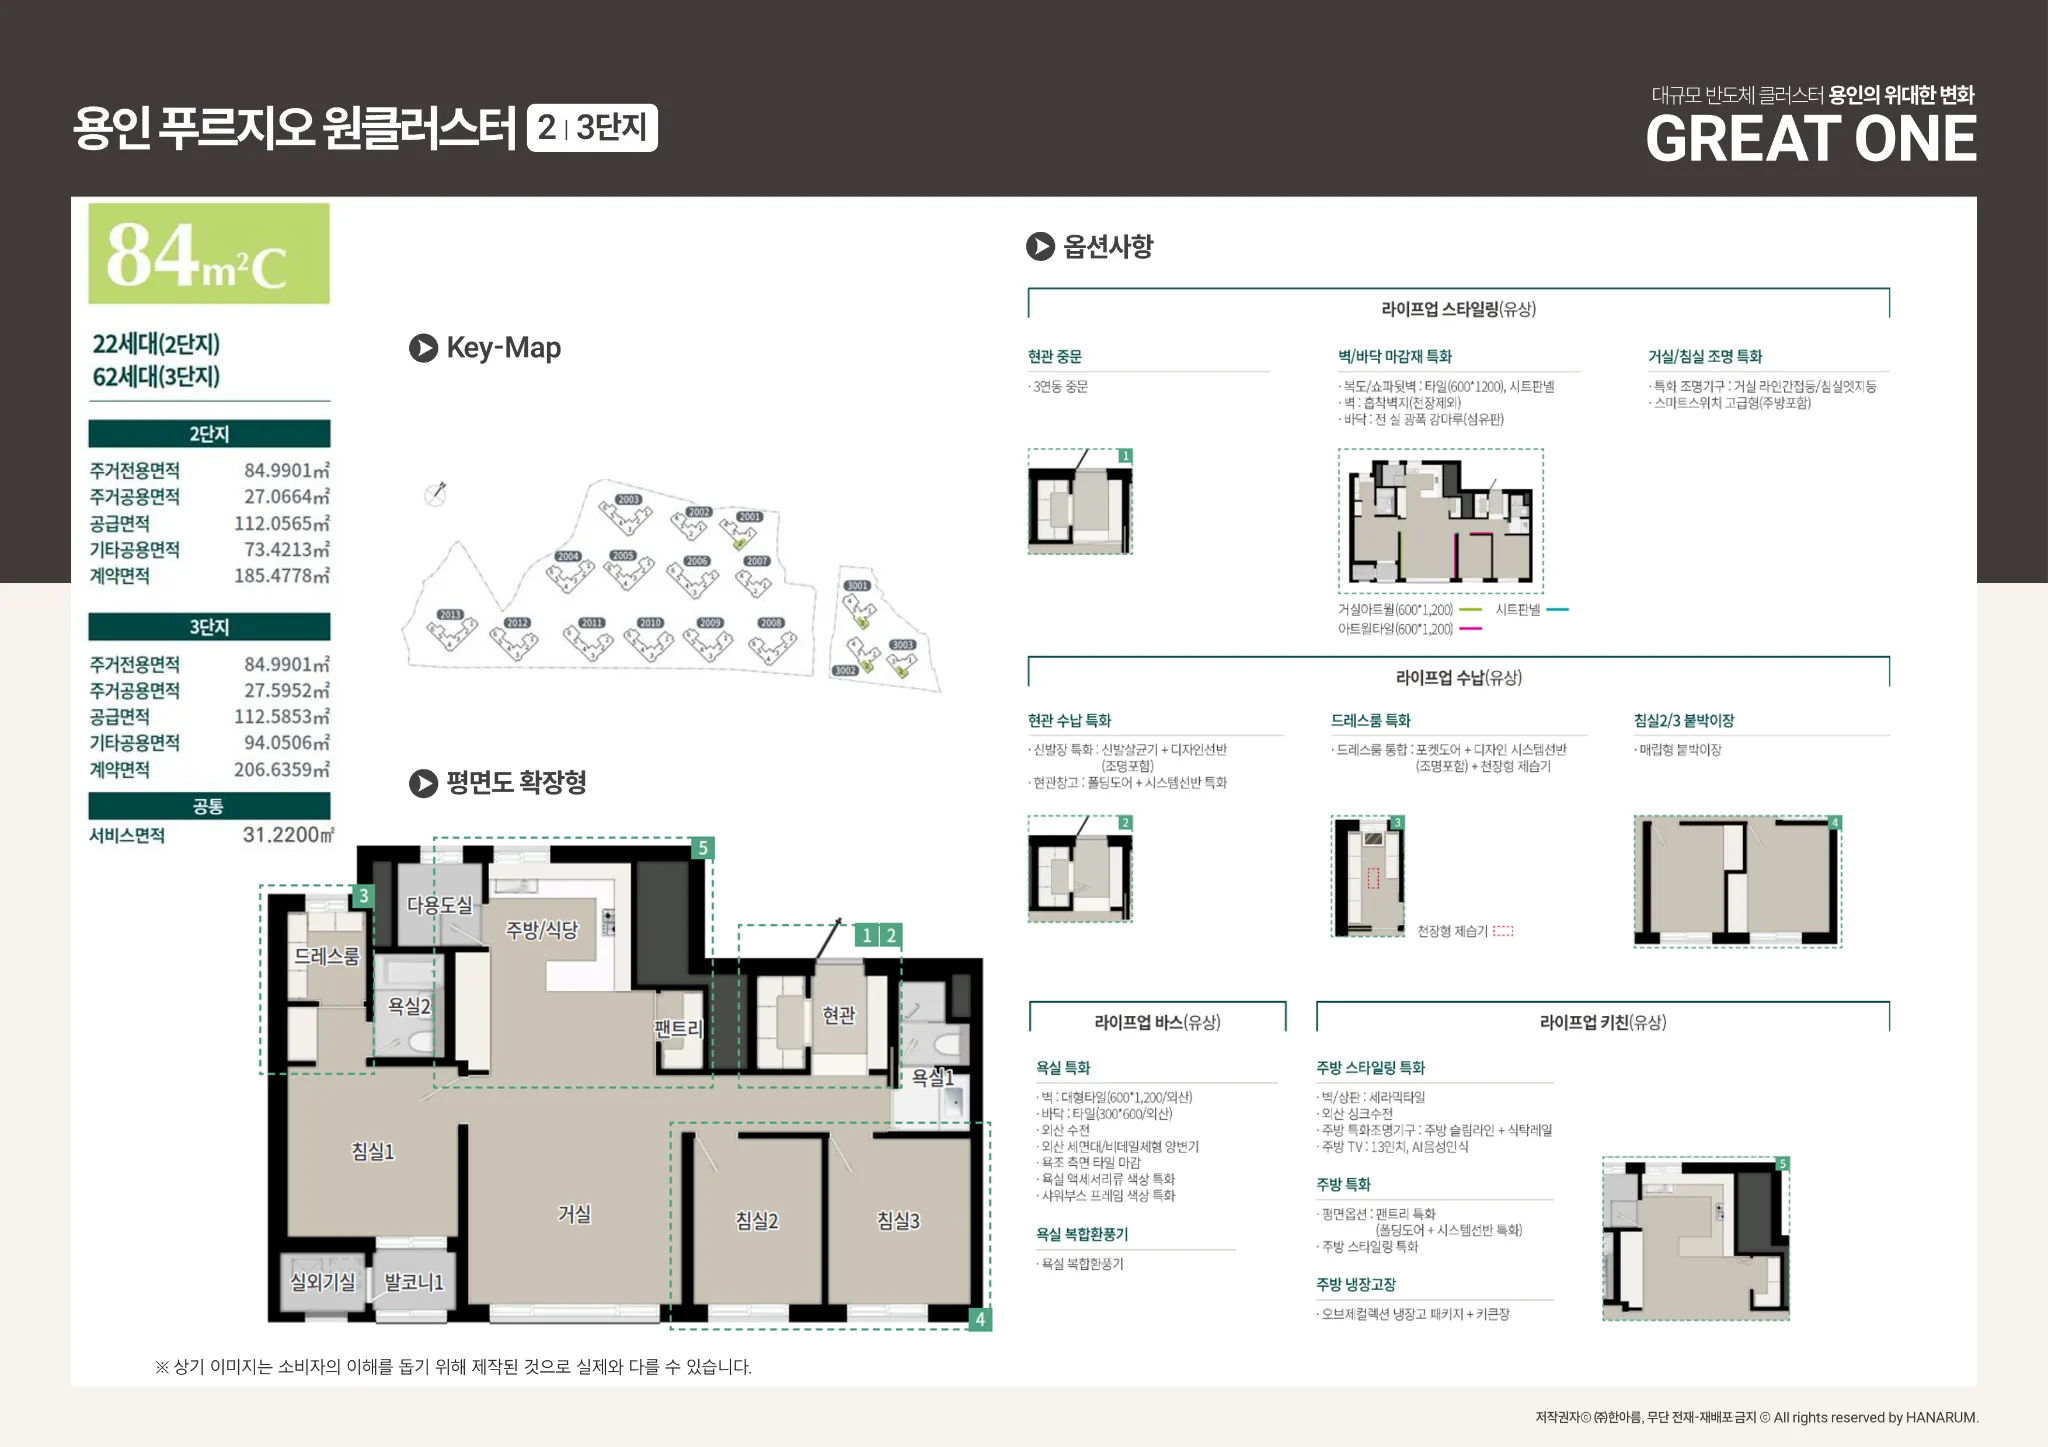 용인 푸르지오 원클러스터 2 | 3단지
대규모 반도체 클러스터 용인의 위대한 변화
GREAT ONE
84m²C
22세대(2단지)
62세대(3단지)
2단지
주거전용면적 84.9901㎡
주거공용면적 27.0664㎡
공급면적 112.0565㎡
기타공용면적 73.4213㎡
계약면적 185.4778㎡
3단지
주거전용면적 84.9901㎡
주거공용면적 27.5952㎡
공급면적 112.5853㎡
기타공용면적 94.0506㎡
계약면적 206.6359㎡
공통
서비스면적 31.2200㎡
Key-Map
2003
2002
2001
2004
2005
2006
2007
2013
2012
2011
2010
2009
2008
3001
3003
3002
평면도 확장형
5
3
다용도실
주방/식당
드레스룸
1 2
욕실2
팬트리
현관
욕실1
침실1
거실
침실2
침실3
실외기실
발코니1
4
※ 상기 이미지는 소비자의 이해를 돕기 위해 제작된 것으로 실제와 다를 수 있습니다.
옵션사항
라이프업 스타일링(유상)
현관 중문
· 3연동 중문
1
벽/바닥 마감재 특화
· 복도/쇼파뒷벽 : 타일(600*1200), 시트판넬
· 벽 : 흡착벽지(천장제외)
· 바닥 : 전 실 광폭 강마루(섬유판)
거실아트월(600*1,200)
시트판넬
아트월타일(600*1,200)
거실/침실 조명 특화
· 특화 조명기구 : 거실 라인간접등/침실엣지등
· 스마트스위치 고급형(주방포함)
라이프업 수납(유상)
현관 수납 특화
· 신발장 특화 : 신발살균기 + 디자인선반
(조명포함)
· 현관창고 : 폴딩도어 + 시스템선반 특화
2
드레스룸 특화
· 드레스룸 통합 : 포켓도어 + 디자인 시스템선반
(조명포함) + 천장형 제습기
3
천장형 제습기
침실2/3 붙박이장
· 매립형 붙박이장
4
라이프업 바스(유상)
욕실 특화
· 벽 : 대형타일(600*1,200/외산)
· 바닥 : 타일(300*600/외산)
· 외산 수전
· 외산 세면대/비데일체형 양변기
· 욕조 측면 타일 마감
· 욕실 액세서리류 색상 특화
· 샤워부스 프레임 색상 특화
욕실 복합환풍기
· 욕실 복합환풍기
라이프업 키친(유상)
주방 스타일링 특화
· 벽/상판 : 세라믹타일
· 외산 싱크수전
· 주방 특화조명기구 : 주방 슬림라인 + 식탁레일
· 주방 TV : 13인치, AI음성인식
주방 특화
· 평면옵션 : 팬트리 특화
(폴딩도어 + 시스템선반 특화)
· 주방 스타일링 특화
주방 냉장고장
· 오브제컬렉션 냉장고 패키지 + 키큰장
5
저작권자ⓒ ㈜한아름, 무단 전재-재배포 금지 ⓒ All rights reserved by HANARUM.